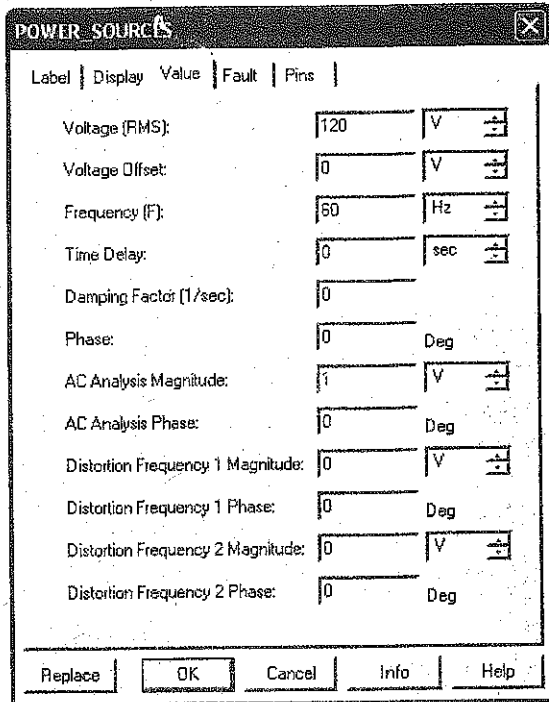 POWER_SOURCES
Label Display Value Fault Pins
Voltage (RMS): 120 V
Voltage Offset: 0 V
Frequency (F): 60 Hz
Time Delay: 0 sec
Damping Factor (1/sec): 0
Phase: 0 Deg
AC Analysis Magnitude: 1 V
AC Analysis Phase: 0 Deg
Distortion Frequency 1 Magnitude: 0 V
Distortion Frequency 1 Phase: 0 Deg
Distortion Frequency 2 Magnitude: 0 V
Distortion Frequency 2 Phase: 0 Deg
Replace OK Cancel Info Help